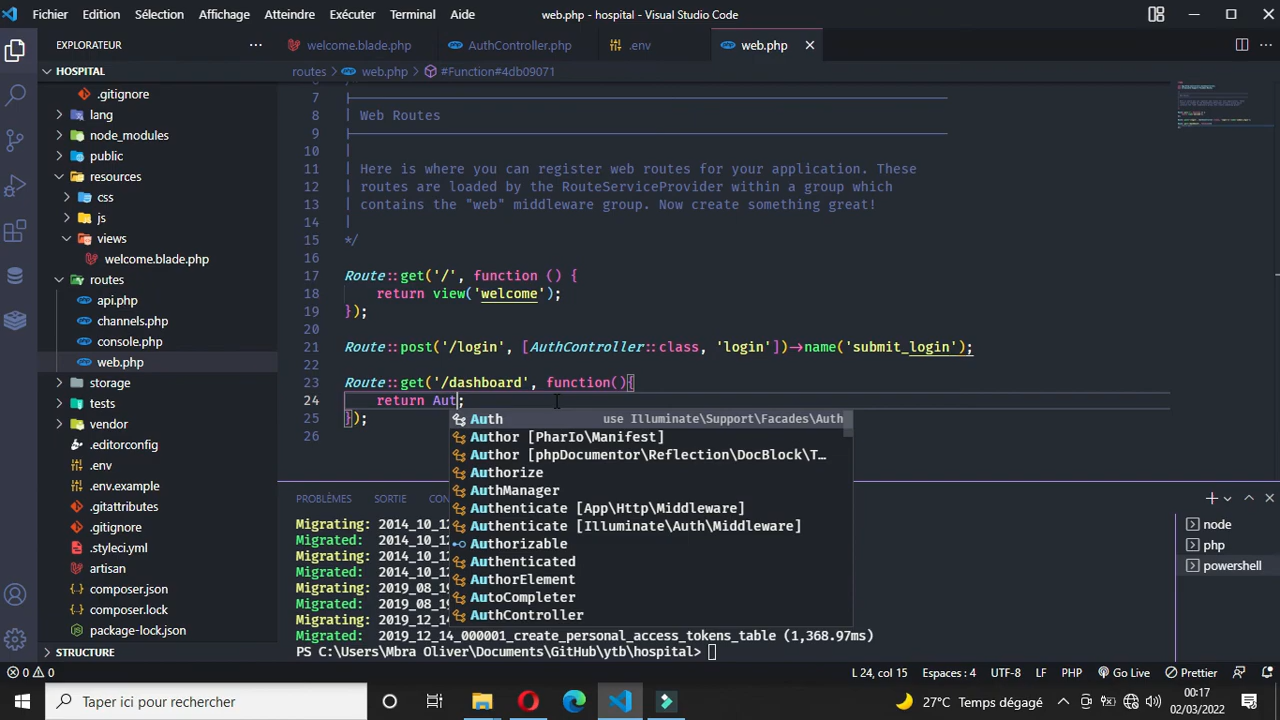 Fichier Edition Sélection Affichage Atteindre Exécuter Terminal Aide web.php - hospital - Visual Studio Code
EXPLORATEUR ...
HOSPITAL
.gitignore
lang
node_modules
public
resources
css
js
views
welcome.blade.php
routes
api.php
channels.php
console.php
web.php
storage
tests
vendor
.editorconfig
.env
.env.example
.gitattributes
.gitignore
.styleci.yml
artisan
composer.json
composer.lock
package-lock.json
STRUCTURE
welcome.blade.php AuthController.php .env web.php
routes > web.php > #Function#4db09071
7 |
8 | Web Routes
9 |
10 |
11 | Here is where you can register web routes for your application. These
12 | routes are loaded by the RouteServiceProvider within a group which
13 | contains the "web" middleware group. Now create something great!
14 |
15 */
16
17 Route::get('/', function () {
18 return view('welcome');
19 });
20
21 Route::post('/login', [AuthController::class, 'login'])->name('submit_login');
22
23 Route::get('/dashboard', function(){
24 return Aut;
25 });
26
Auth use Illuminate\Support\Facades\Auth
Author [PharIo\Manifest]
Author [phpDocumentor\Reflection\DocBlock\T...
Authorize
AuthManager
Authenticate [App\Http\Middleware]
Authenticate [Illuminate\Auth\Middleware]
Authorizable
Authenticated
AuthorElement
AutoCompleter
AuthController
PROBLÈMES SORTIE
Migrating: 2014_10_12
Migrated: 2014_10_12
Migrating: 2014_10_12
Migrated: 2014_10_12
Migrating: 2019_08_19
Migrated: 2019_08_19
Migrating: 2019_12_14
Migrated: 2019_12_14_000001_create_personal_access_tokens_table (1,368.97ms)
PS C:\Users\Mbra Oliver\Documents\GitHub\ytb\hospital>
node
php
powershell
0 0 L 24, col 15 Espaces : 4 UTF-8 LF PHP Go Live Prettier
Taper ici pour rechercher 27°C Temps dégagé 00:17
02/03/2022